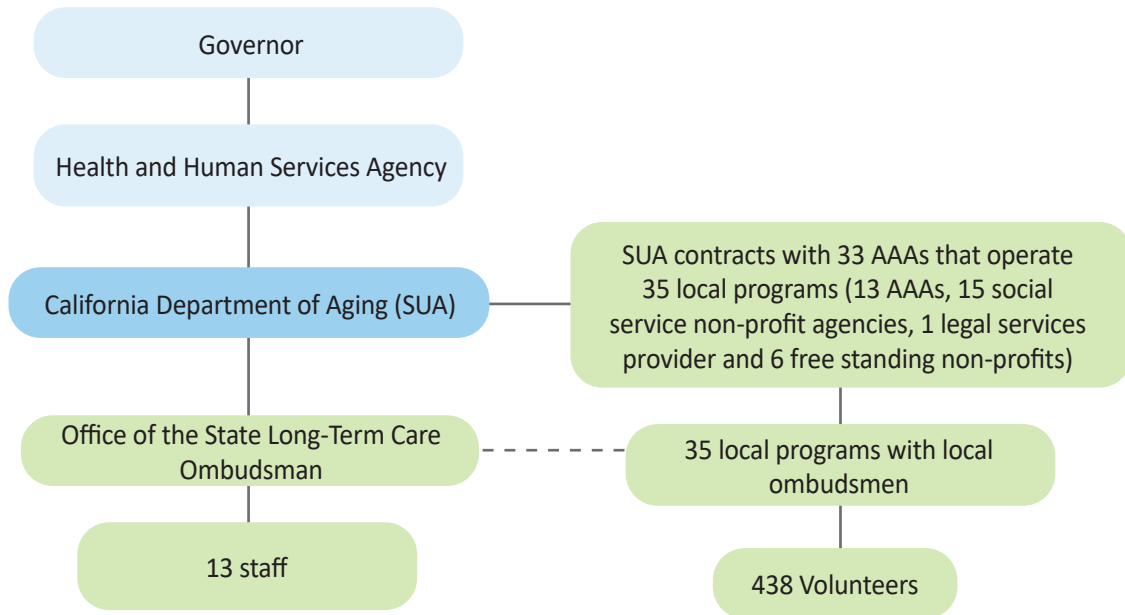 Governor
Health and Human Services Agency
California Department of Aging (SUA)
SUA contracts with 33 AAAs that operate
35 local programs (13 AAAs, 15 social
service non-profit agencies, 1 legal services
provider and 6 free standing non-profits)
Office of the State Long-Term Care
Ombudsman
35 local programs with local
ombudsmen
13 staff
438 Volunteers